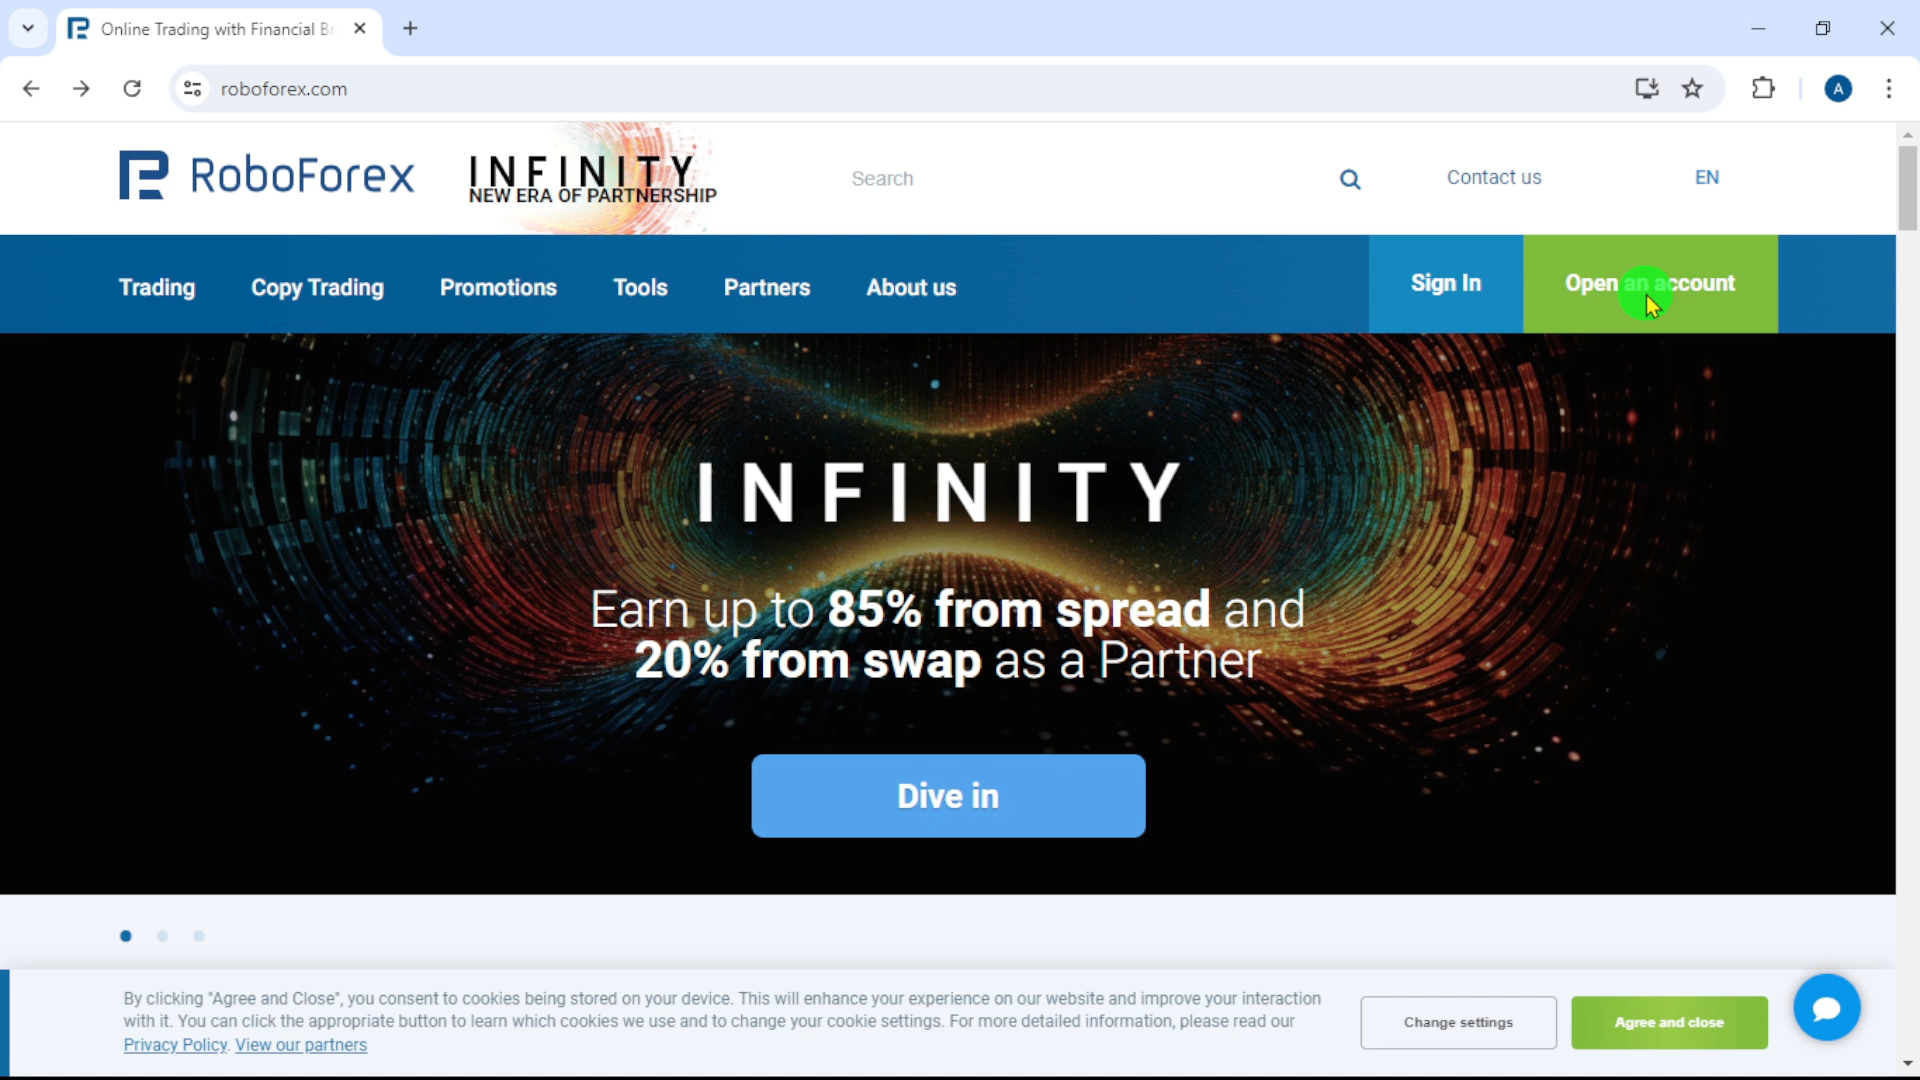 Online Trading with Financial Br
roboforex.com
A
RoboForex
INFINITY
NEW ERA OF PARTNERSHIP
Search
Contact us
EN
Trading
Copy Trading
Promotions
Tools
Partners
About us
Sign In
Open an account
INFINITY
Earn up to 85% from spread and
20% from swap as a Partner
Dive in
By clicking "Agree and Close", you consent to cookies being stored on your device. This will enhance your experience on our website and improve your interaction
with it. You can click the appropriate button to learn which cookies we use and to change your cookie settings. For more detailed information, please read our
Privacy Policy. View our partners
Change settings
Agree and close